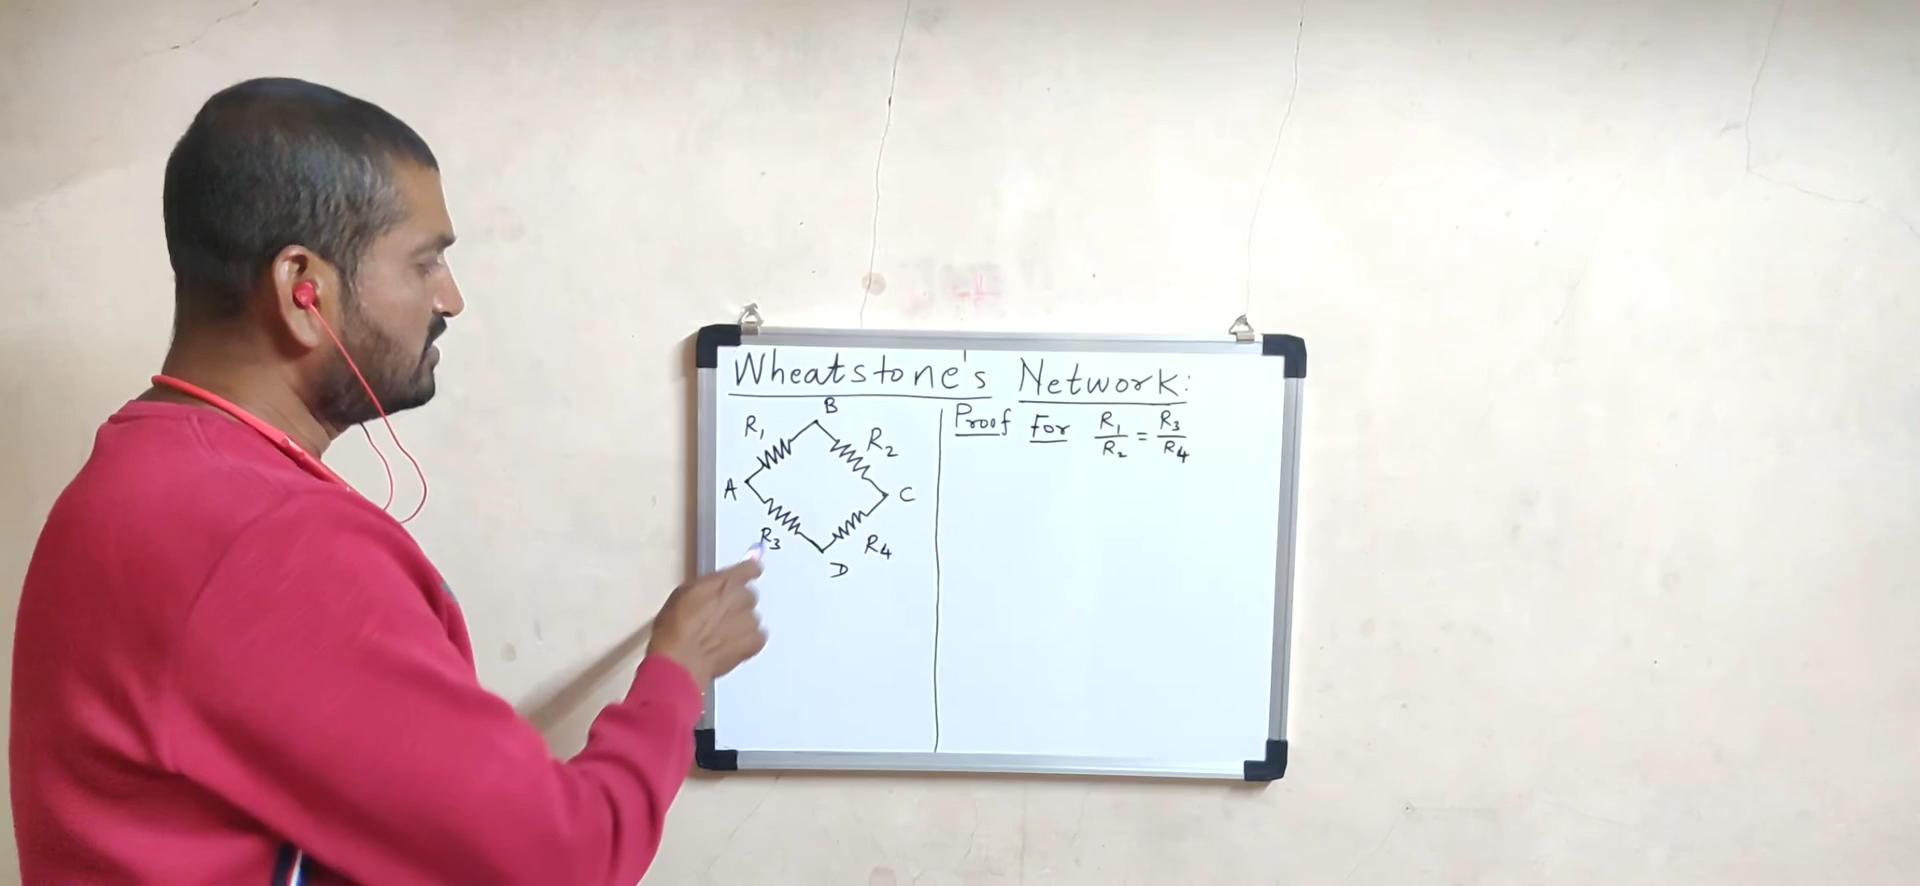 Wheatstone's Network:
Proof For R₁/R₂ = R₃/R₄
B
R₁
R₂
A
C
R₃
R₄
D